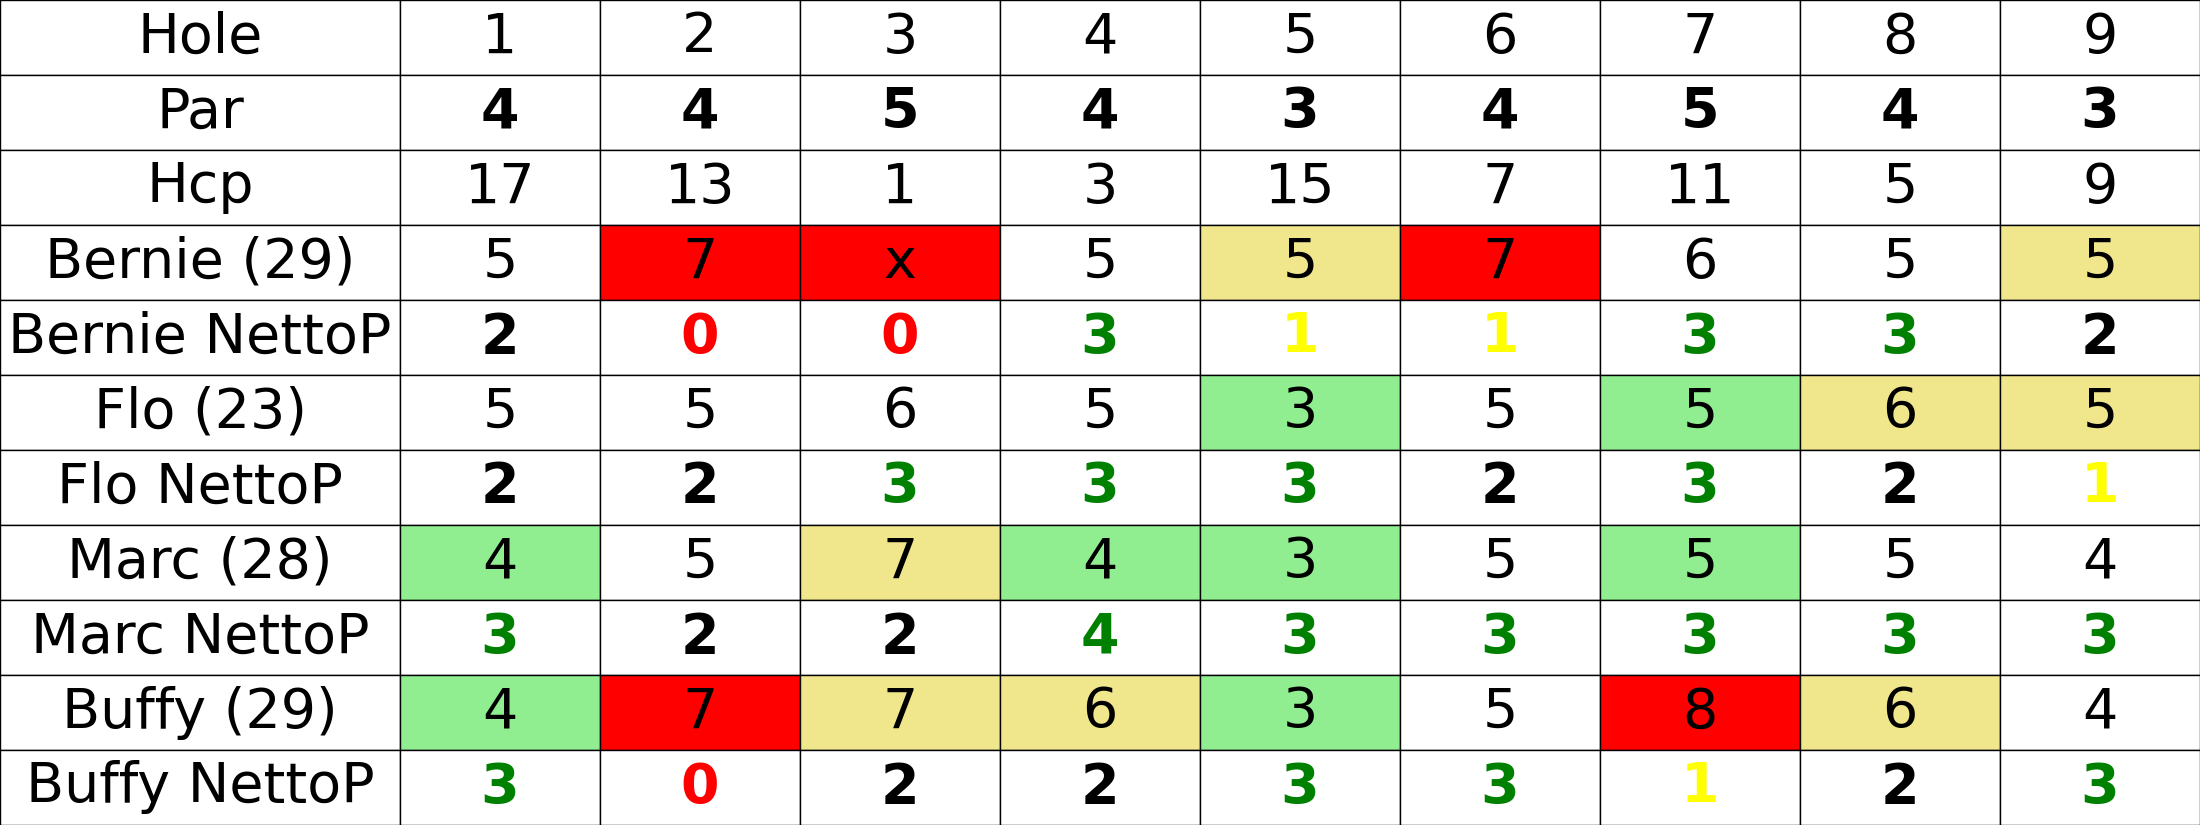 Hole 1 2 3 4 5 6 7 8 9
Par 4 4 5 4 3 4 5 4 3
Hcp 17 13 1 3 15 7 11 5 9
Bernie (29) 5 7 x 5 5 7 6 5 5
Bernie NettoP 2 0 0 3 1 1 3 3 2
Flo (23) 5 5 6 5 3 5 5 6 5
Flo NettoP 2 2 3 3 3 2 3 2 1
Marc (28) 4 5 7 4 3 5 5 5 4
Marc NettoP 3 2 2 4 3 3 3 3 3
Buffy (29) 4 7 7 6 3 5 8 6 4
Buffy NettoP 3 0 2 2 3 3 1 2 3